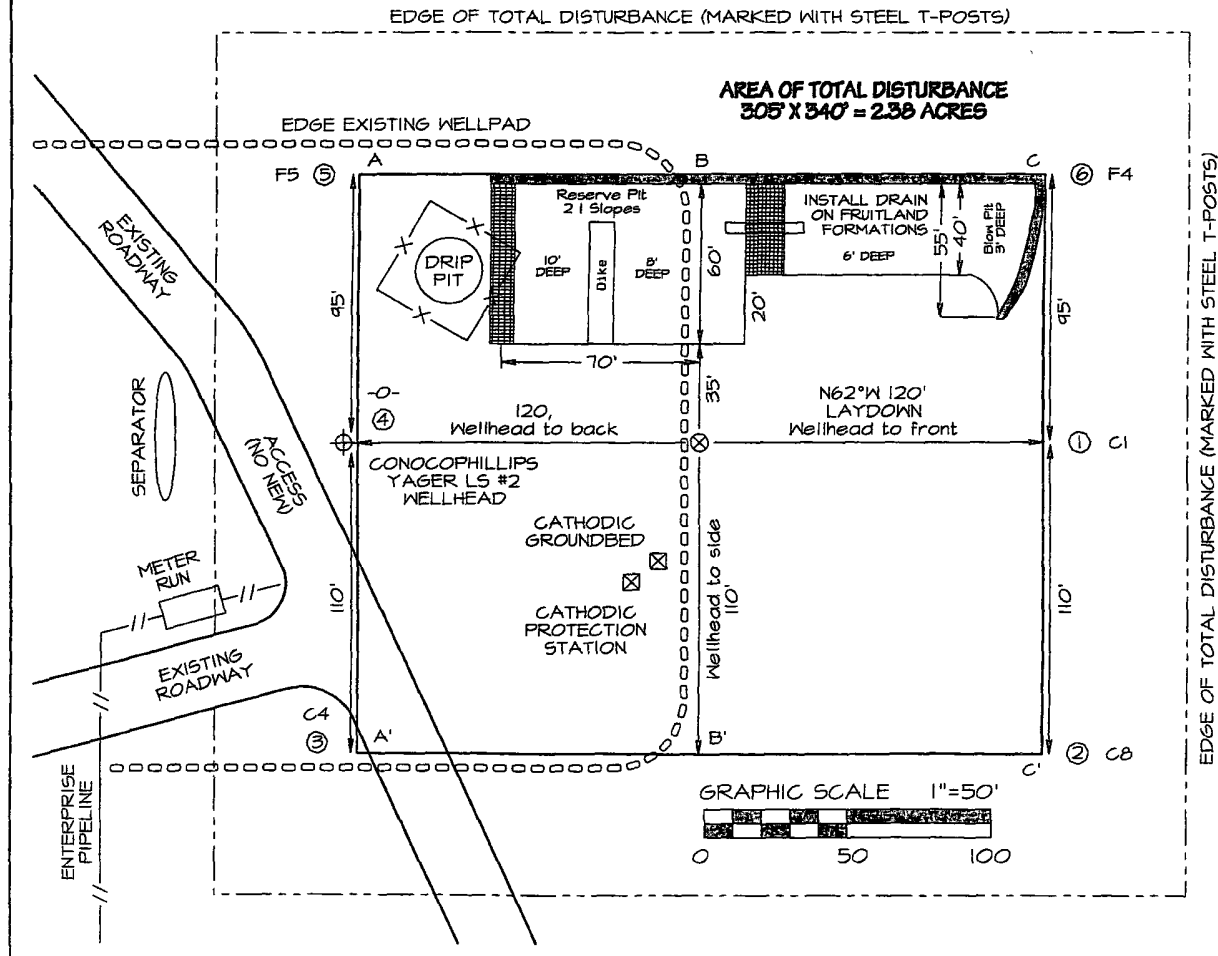 EDGE OF TOTAL DISTURBANCE (MARKED WITH STEEL T-POSTS)
AREA OF TOTAL DISTURBANCE
305' X 340' = 2.38 ACRES
EDGE EXISTING WELLPAD
F5 ⑤
A
B
C
⑥ F4
EXISTING
ROADWAY
DRIP
PIT
Reserve Pit
2 1 Slopes
10'
DEEP
Dike
8'
DEEP
60'
INSTALL DRAIN
ON FRUITLAND
FORMATIONS
6' DEEP
55'
40'
Blow Pit
3' DEEP
20'
95'
95'
70'
35'
SEPARATOR
ACCESS
(NO NEW)
-0-
④
120,
Wellhead to back
N62°W 120'
LAYDOWN
Wellhead to front
① C1
CONOCOPHILLIPS
YAGER LS #2
WELLHEAD
CATHODIC
GROUNDBED
CATHODIC
PROTECTION
STATION
Wellhead to side
110'
110'
110'
METER
RUN
EXISTING
ROADWAY
C4
③
A'
B'
C'
② C8
ENTERPRISE
PIPELINE
GRAPHIC SCALE 1"=50'
0 50 100
EDGE OF TOTAL DISTURBANCE (MARKED WITH STEEL T-POSTS)